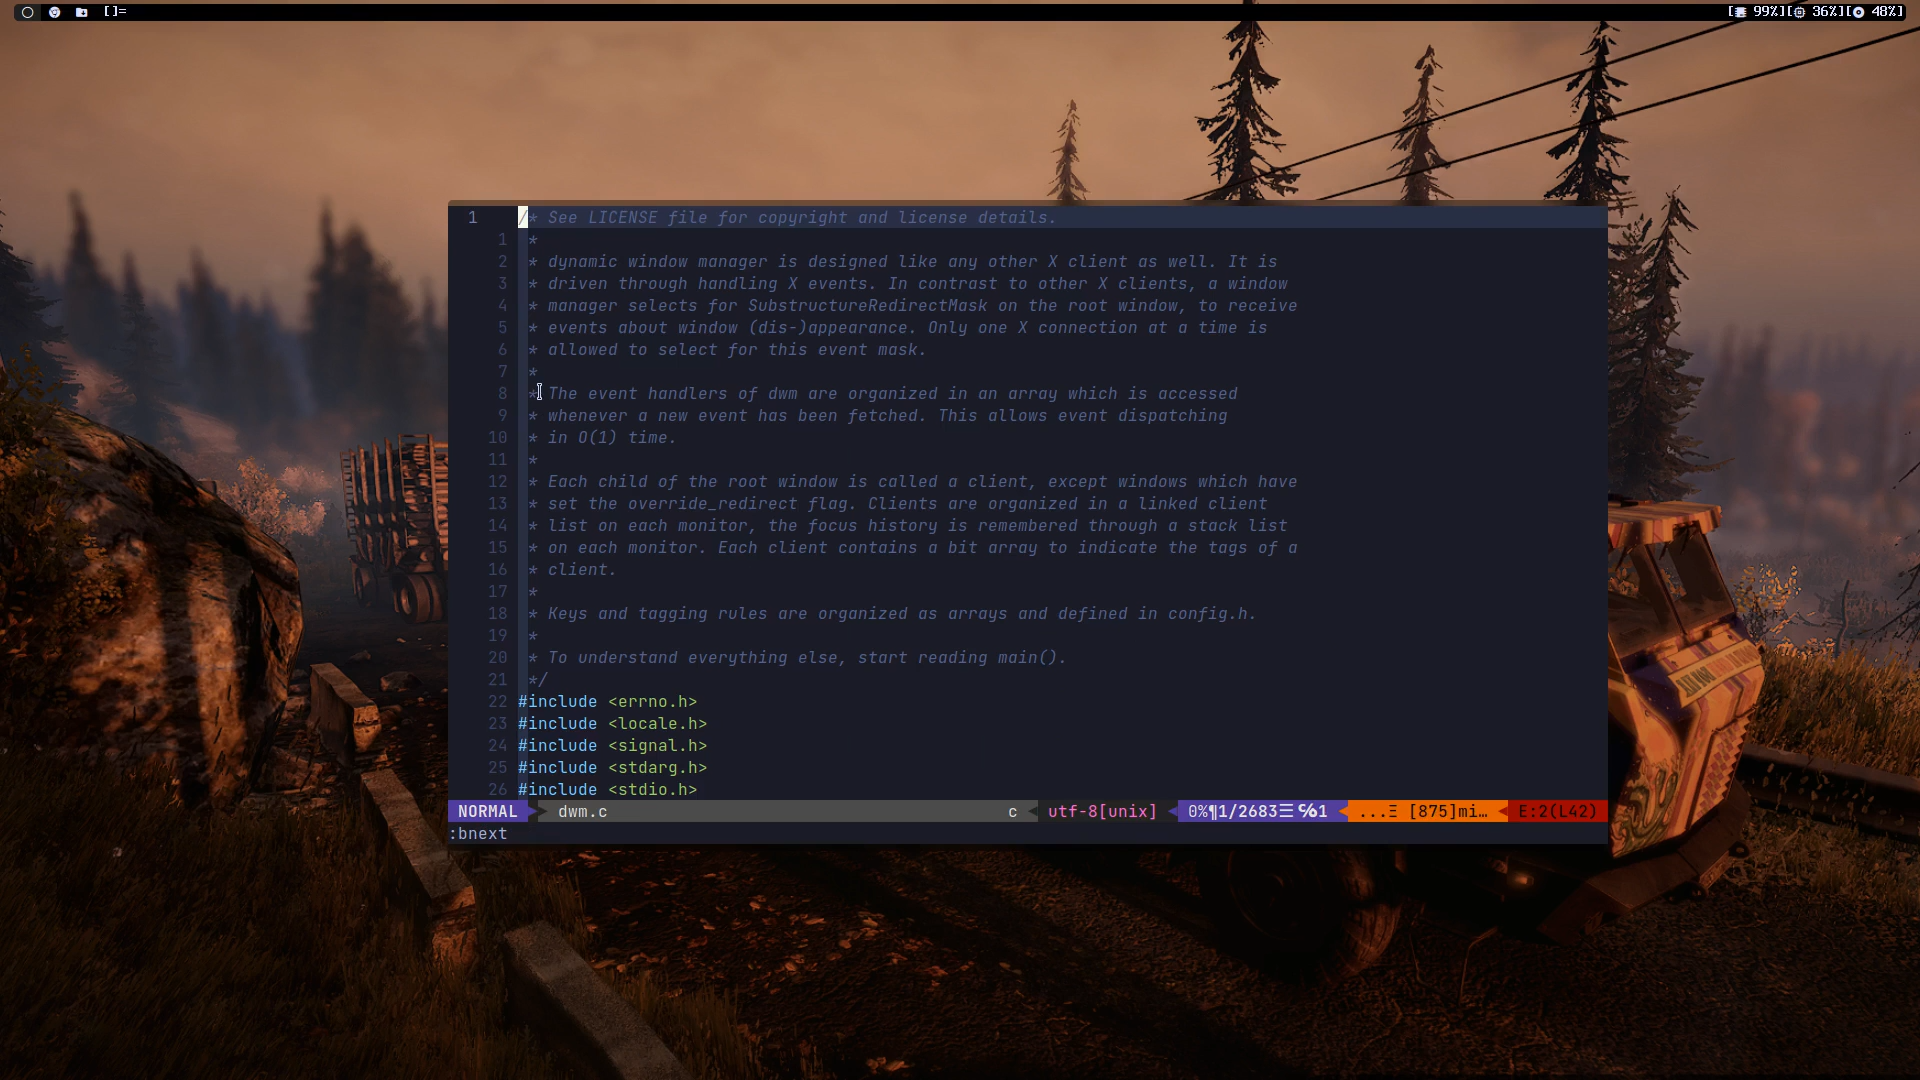 []=
[ 99%][ 36%][ 48%]
1 /* See LICENSE file for copyright and license details.
1 *
2 * dynamic window manager is designed like any other X client as well. It is
3 * driven through handling X events. In contrast to other X clients, a window
4 * manager selects for SubstructureRedirectMask on the root window, to receive
5 * events about window (dis-)appearance. Only one X connection at a time is
6 * allowed to select for this event mask.
7 *
8 * The event handlers of dwm are organized in an array which is accessed
9 * whenever a new event has been fetched. This allows event dispatching
10 * in O(1) time.
11 *
12 * Each child of the root window is called a client, except windows which have
13 * set the override_redirect flag. Clients are organized in a linked client
14 * list on each monitor, the focus history is remembered through a stack list
15 * on each monitor. Each client contains a bit array to indicate the tags of a
16 * client.
17 *
18 * Keys and tagging rules are organized as arrays and defined in config.h.
19 *
20 * To understand everything else, start reading main().
21 */
22 #include <errno.h>
23 #include <locale.h>
24 #include <signal.h>
25 #include <stdarg.h>
26 #include <stdio.h>
NORMAL dwm.c c utf-8[unix] 0%¶1/2683☰℅1 ...Ξ [875]mi… E:2(L42)
:bnext